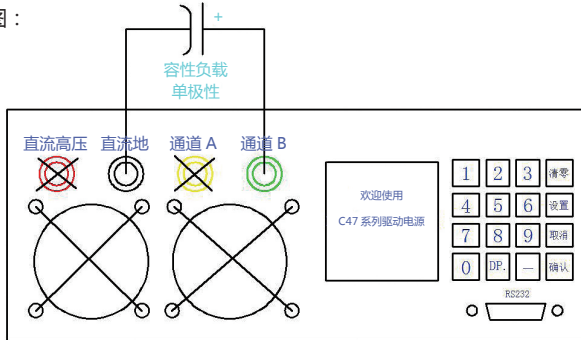 图：
+
容性负载
单极性
直流高压 直流地 通道 A 通道 B
欢迎使用
C47 系列驱动电源
1 2 3 清零
4 5 6 设置
7 8 9 取消
0 DP. — 确认
RS232